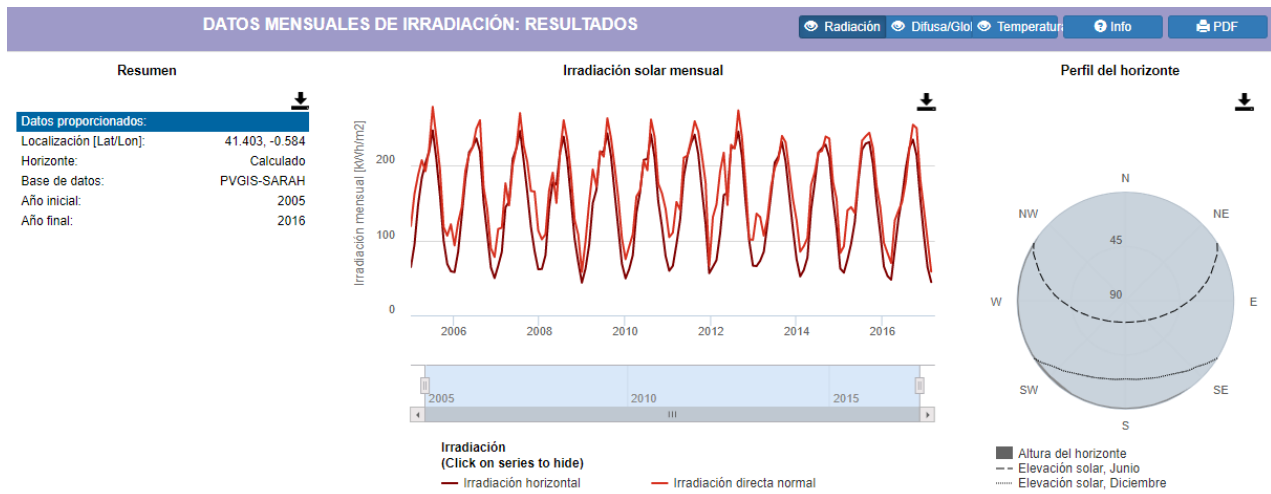 DATOS MENSUALES DE IRRADIACIÓN: RESULTADOS
Radiación
Difusa/Glo
Temperatura
Info
PDF
Resumen
Datos proporcionados:
Localización [Lat/Lon]: 41.403, -0.584
Horizonte: Calculado
Base de datos: PVGIS-SARAH
Año inicial: 2005
Año final: 2016
Irradiación solar mensual
Irradiación mensual [kWh/m2]
200
100
0
2006 2008 2010 2012 2014 2016
2005 2010 2015
Irradiación
(Click on series to hide)
Irradiación horizontal
Irradiación directa normal
Perfil del horizonte
N
NW NE
45
W 90 E
SW SE
S
Altura del horizonte
Elevación solar, Junio
Elevación solar, Diciembre